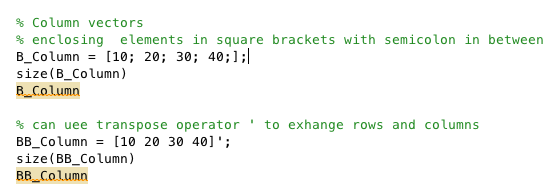 % Column vectors
% enclosing  elements in square brackets with semicolon in between
B_Column = [10; 20; 30; 40;];
size(B_Column)
B_Column
% can uee transpose operator ' to exhange rows and columns
BB_Column = [10 20 30 40]';
size(BB_Column)
BB_Column